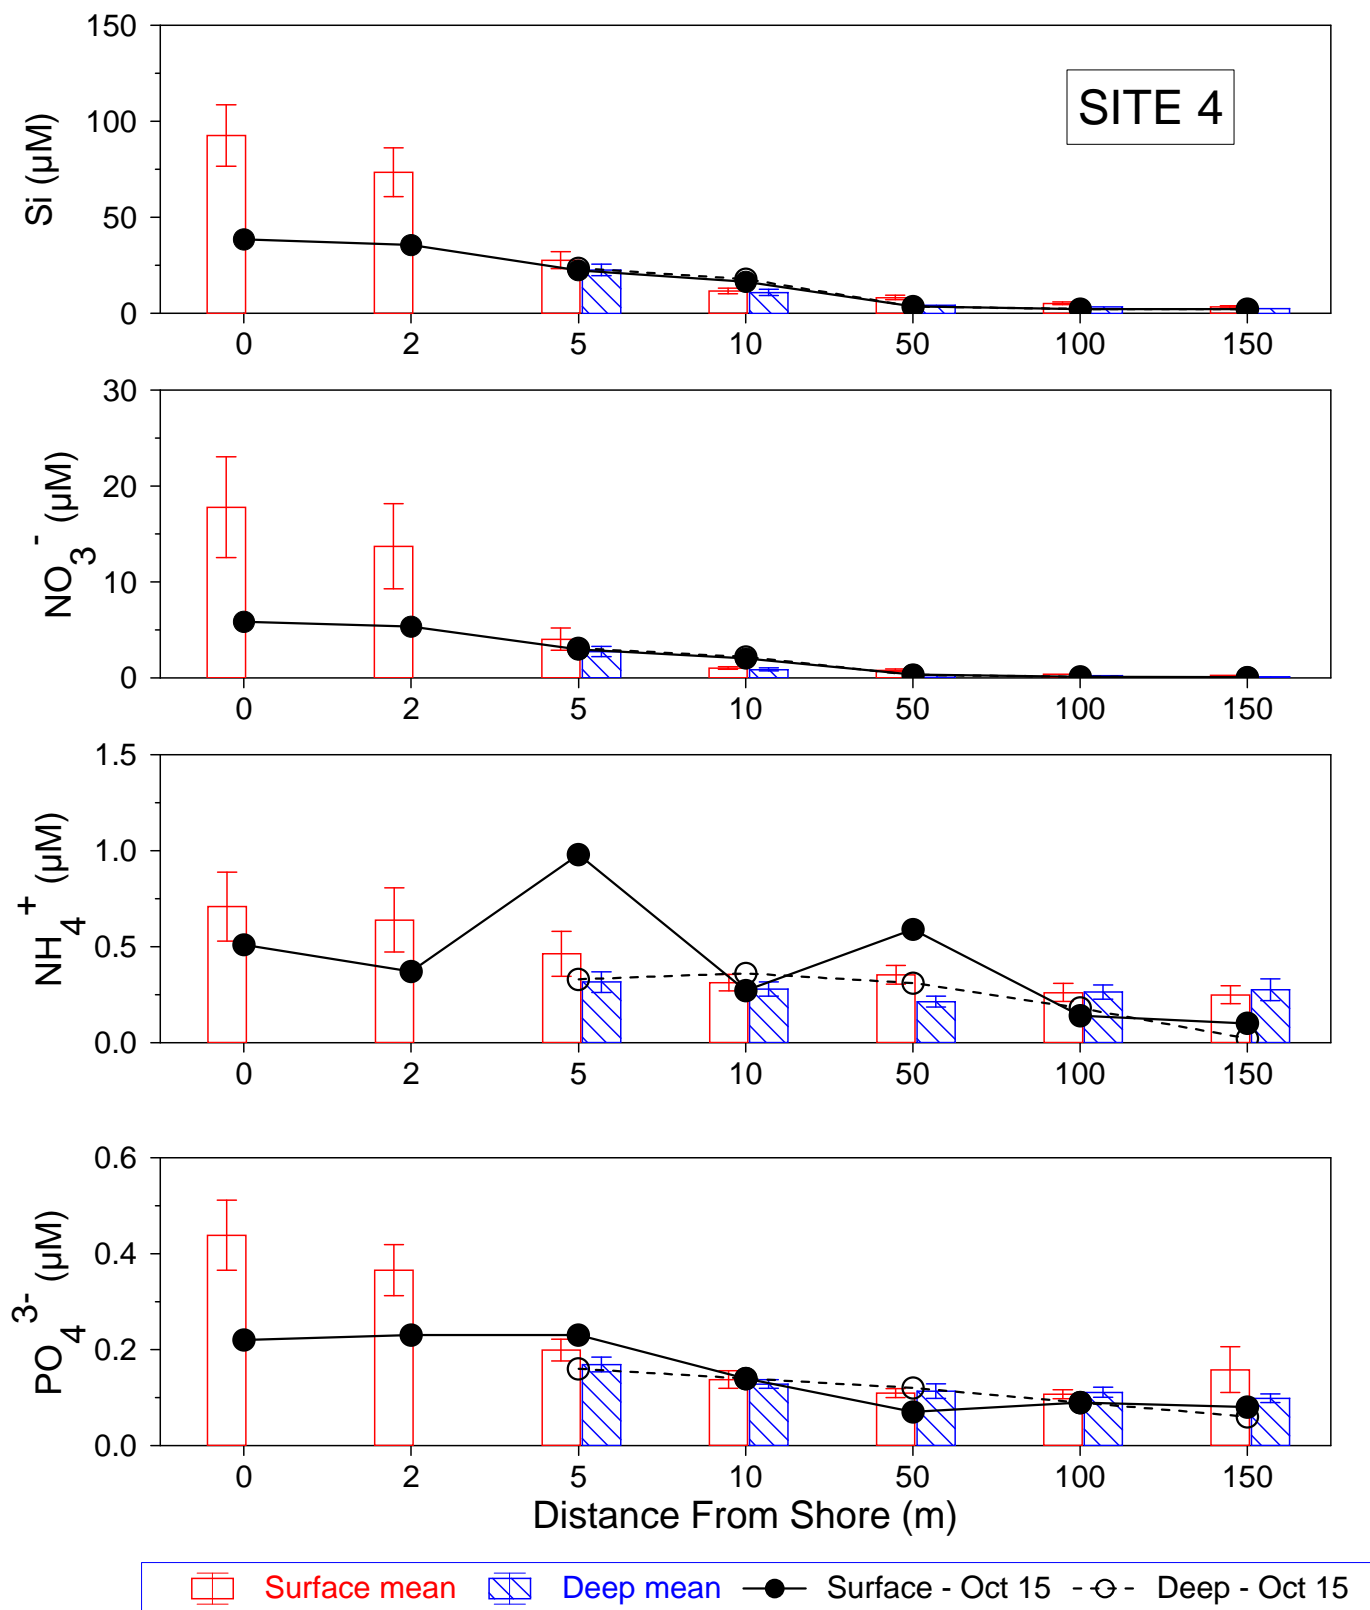 SITE 4
Si (µM)
150
100
50
0
0 2 5 10 50 100 150
NO3- (µM)
30
20
10
0
0 2 5 10 50 100 150
NH4+ (µM)
1.5
1.0
0.5
0.0
0 2 5 10 50 100 150
PO43- (µM)
0.6
0.4
0.2
0.0
0 2 5 10 50 100 150
Distance From Shore (m)
Surface mean Deep mean Surface - Oct 15 Deep - Oct 15